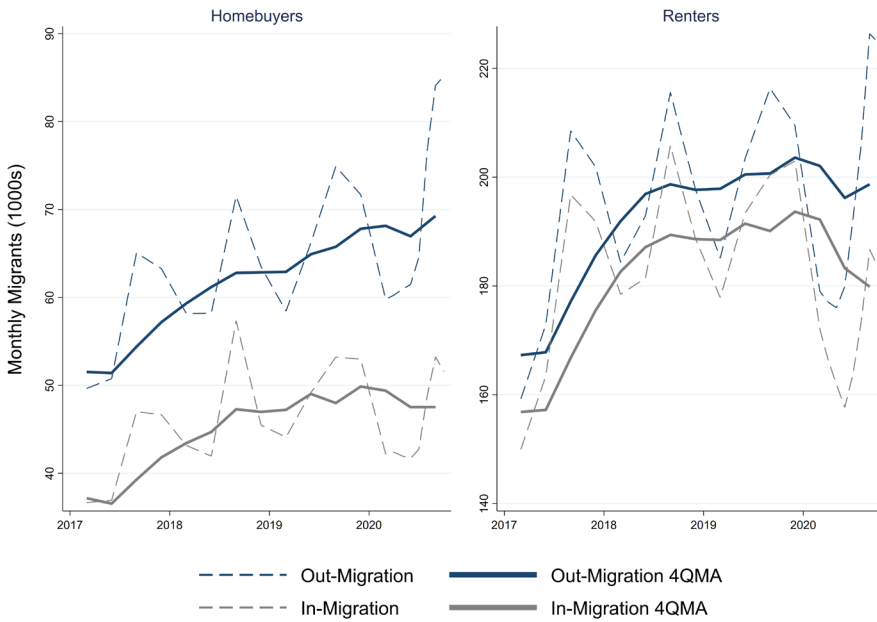 Homebuyers
Renters
Monthly Migrants (1000s)
90
80
70
60
50
40
2017
2018
2019
2020
220
200
180
160
140
2017
2018
2019
2020
Out-Migration
Out-Migration 4QMA
In-Migration
In-Migration 4QMA